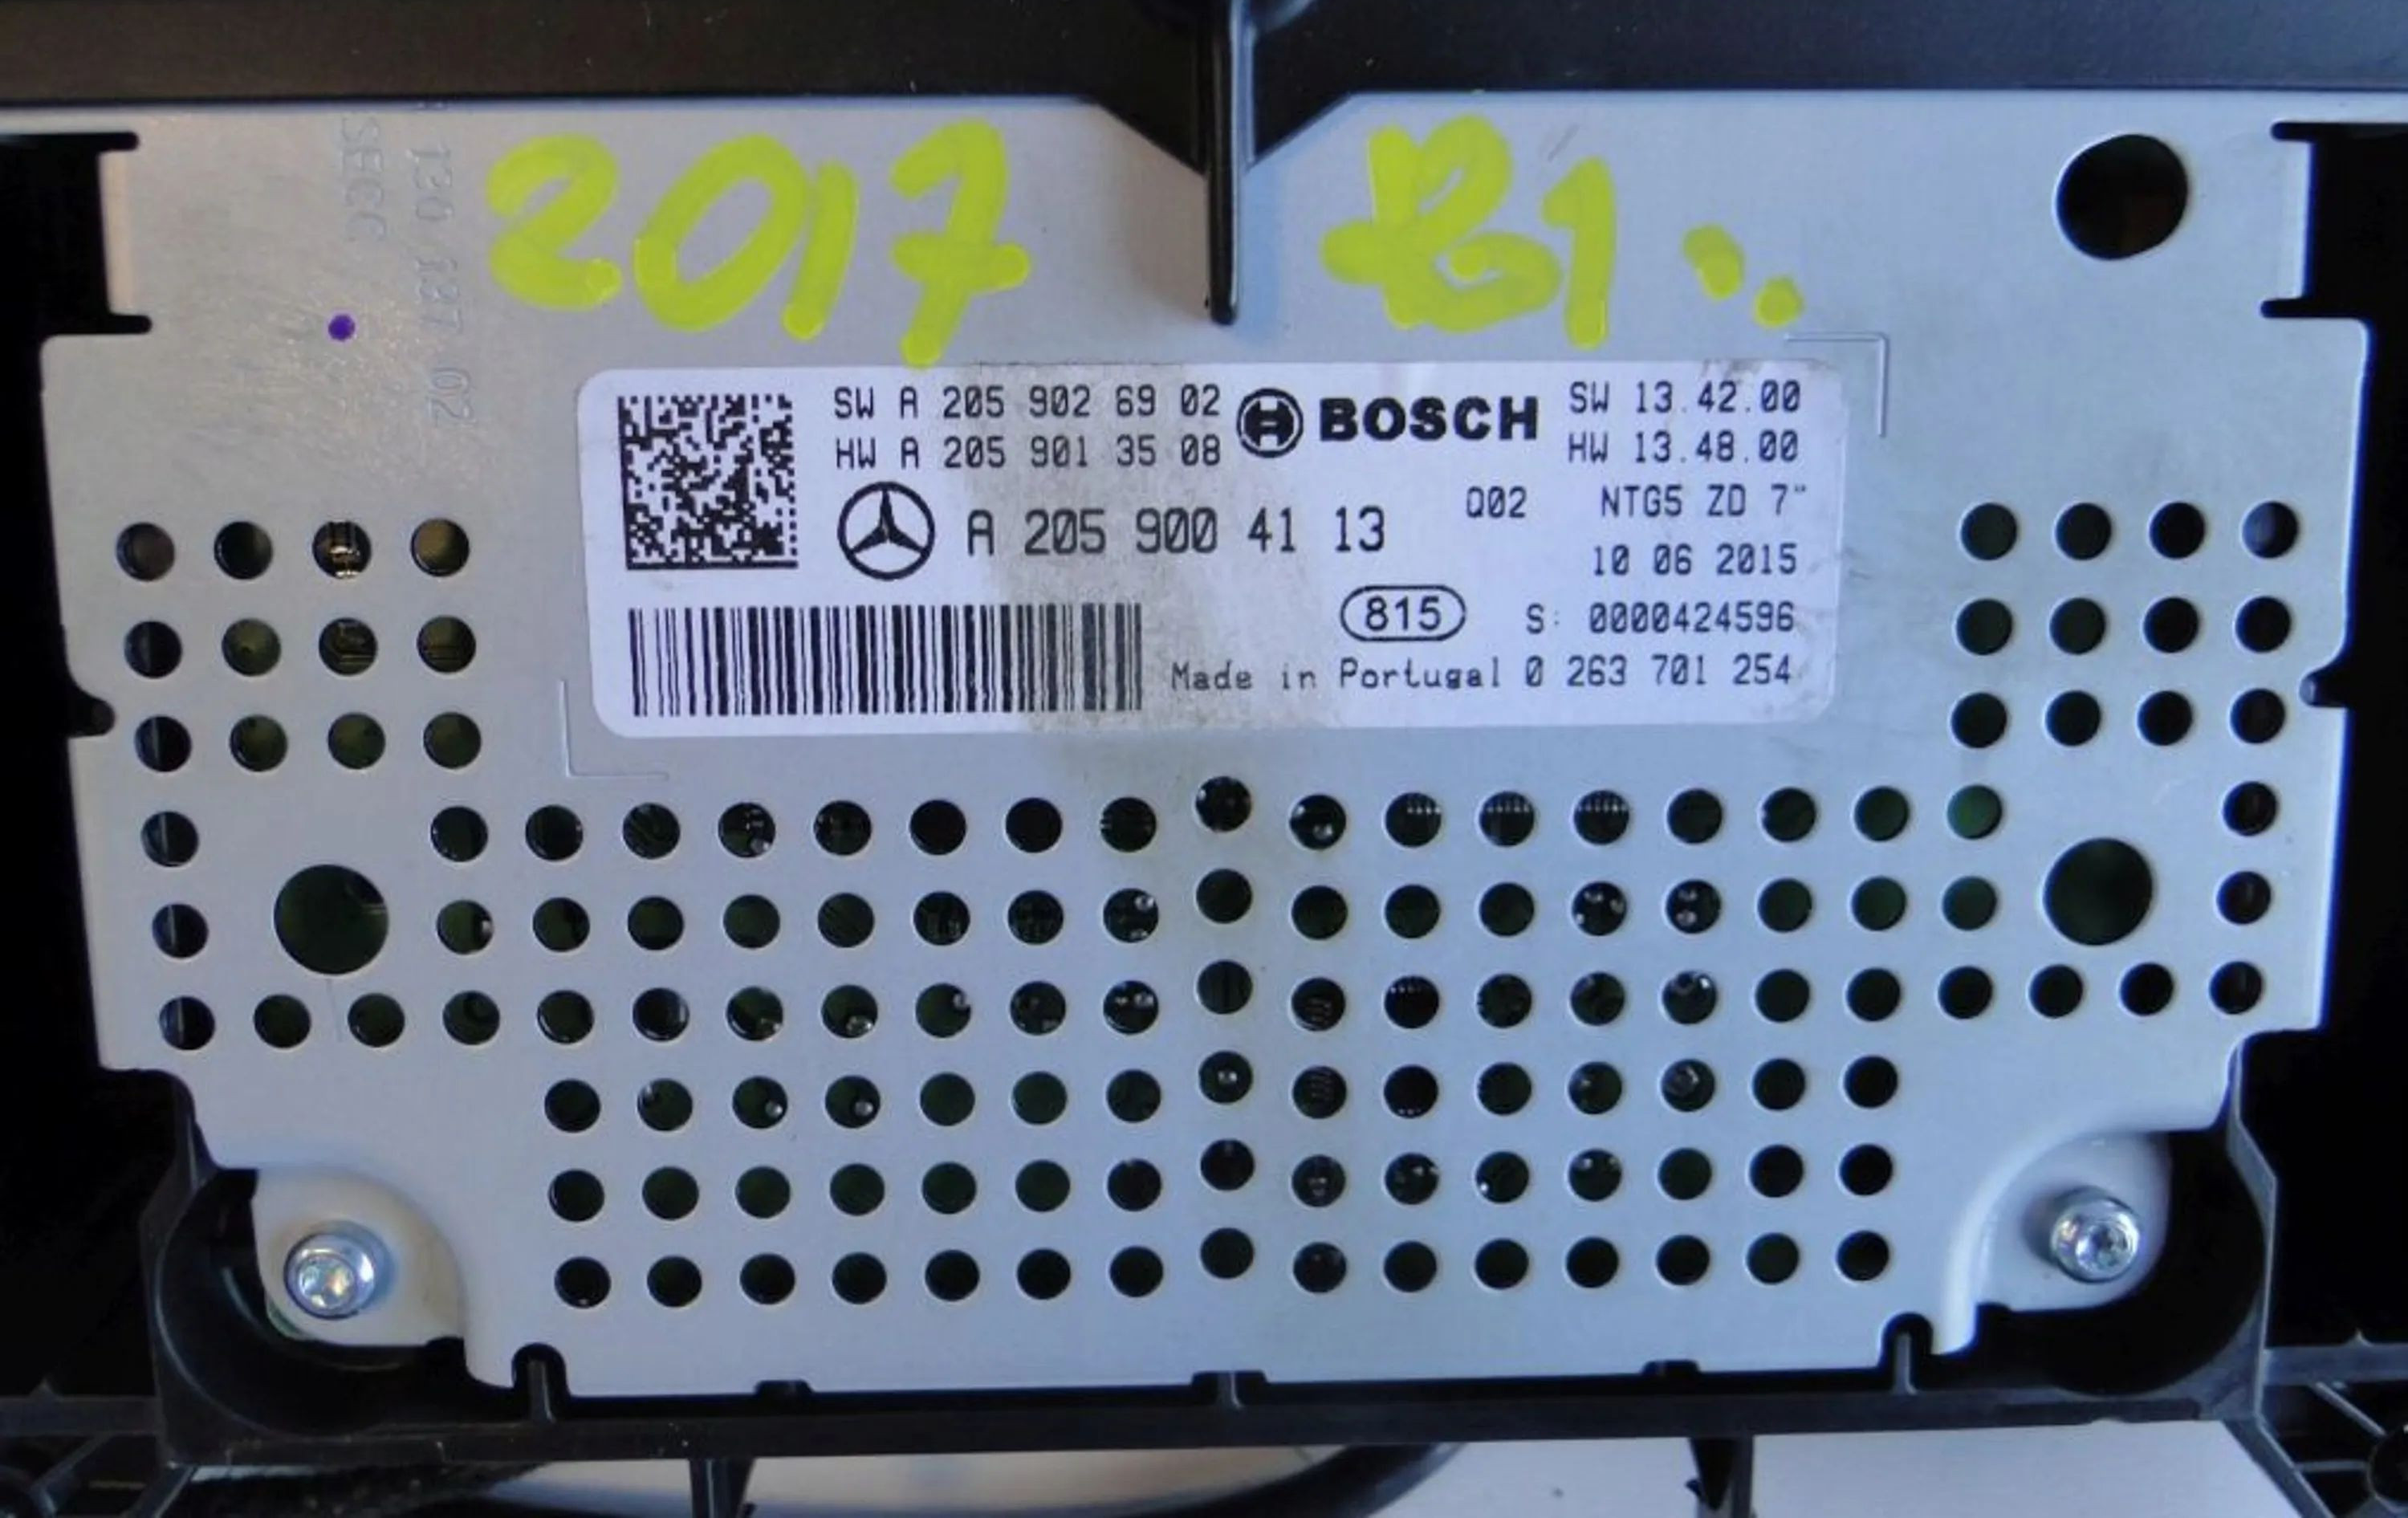 2017 B1..
SW A 205 902 69 02
HW A 205 901 35 08
BOSCH
SW 13.42.00
HW 13.48.00
A 205 900 41 13
Q02 NTG5 ZD 7"
10 06 2015
815 S: 0000424596
Made in Portugal 0 263 701 254